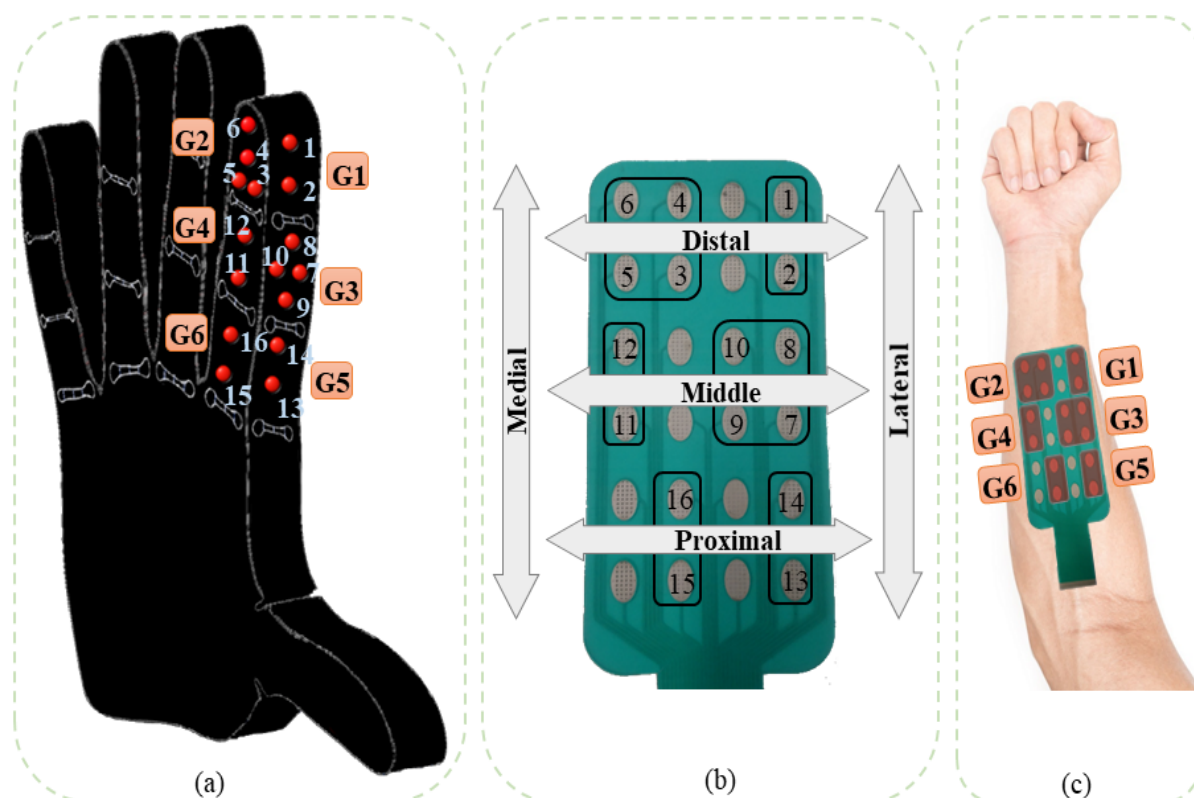 6
G2
1
4
G1
5
3
2
12
G4
8
10
7
11
G3
9
G6
16
14
G5
15
13
(a)
6 4 1
Distal
5 3 2
12 10 8
Medial
Middle
Lateral
11 9 7
16 14
Proximal
15 13
(b)
G1
G2
G3
G4
G5
G6
(c)